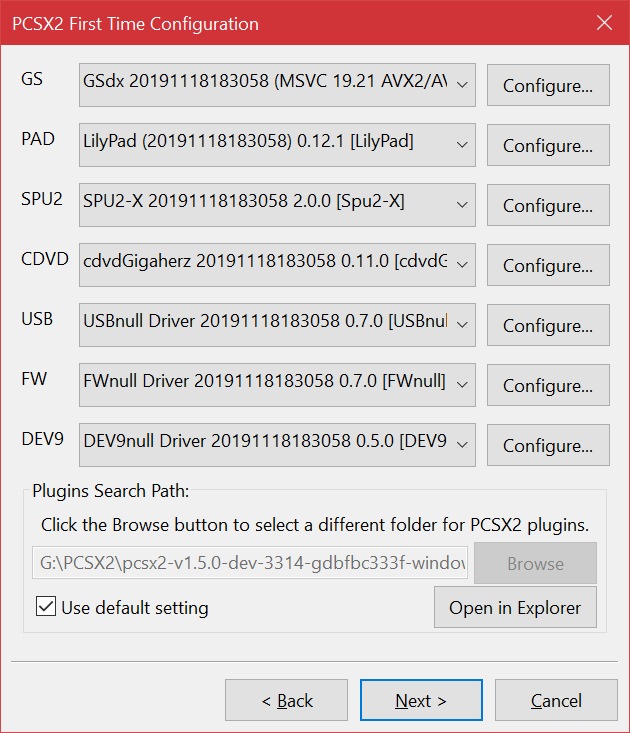 PCSX2 First Time Configuration
GS GSdx 20191118183058 (MSVC 19.21 AVX2/AV Configure...
PAD LilyPad (20191118183058) 0.12.1 [LilyPad] Configure...
SPU2 SPU2-X 20191118183058 2.0.0 [Spu2-X] Configure...
CDVD cdvdGigaherz 20191118183058 0.11.0 [cdvdG Configure...
USB USBnull Driver 20191118183058 0.7.0 [USBnul Configure...
FW FWnull Driver 20191118183058 0.7.0 [FWnull] Configure...
DEV9 DEV9null Driver 20191118183058 0.5.0 [DEV9 Configure...
Plugins Search Path:
Click the Browse button to select a different folder for PCSX2 plugins.
G:\PCSX2\pcsx2-v1.5.0-dev-3314-gdbfbc333f-window Browse
Use default setting Open in Explorer
< Back Next > Cancel